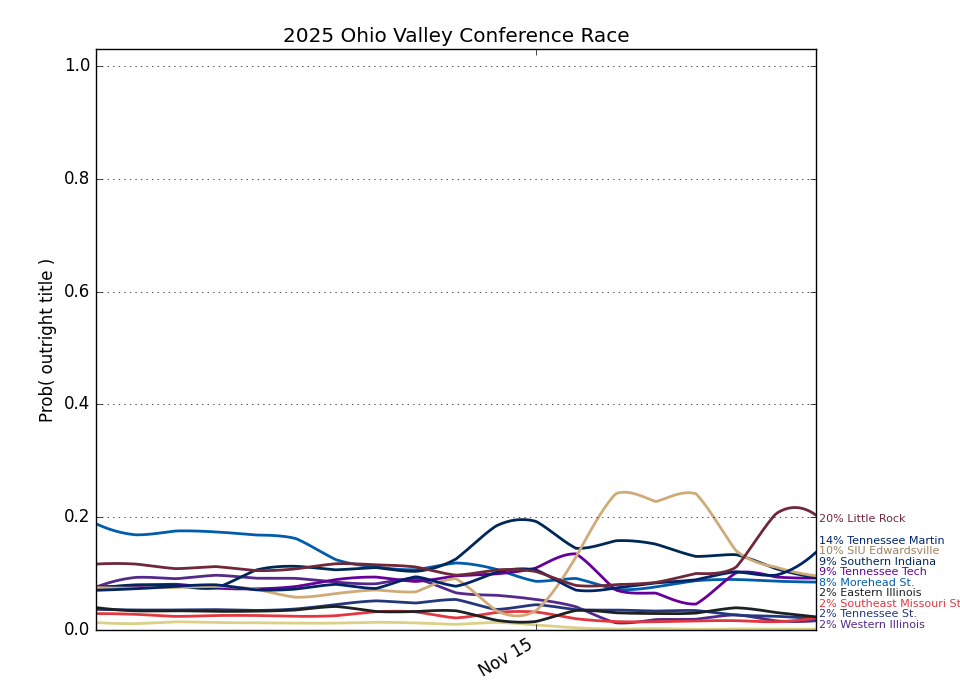 2025 Ohio Valley Conference Race
1.0
0.8
0.6
0.4
0.2
0.0
Prob( outright title )
Nov 15
20% Little Rock
14% Tennessee Martin
10% SIU Edwardsville
9% Southern Indiana
9% Tennessee Tech
8% Morehead St.
2% Eastern Illinois
2% Southeast Missouri St
2% Tennessee St.
2% Western Illinois